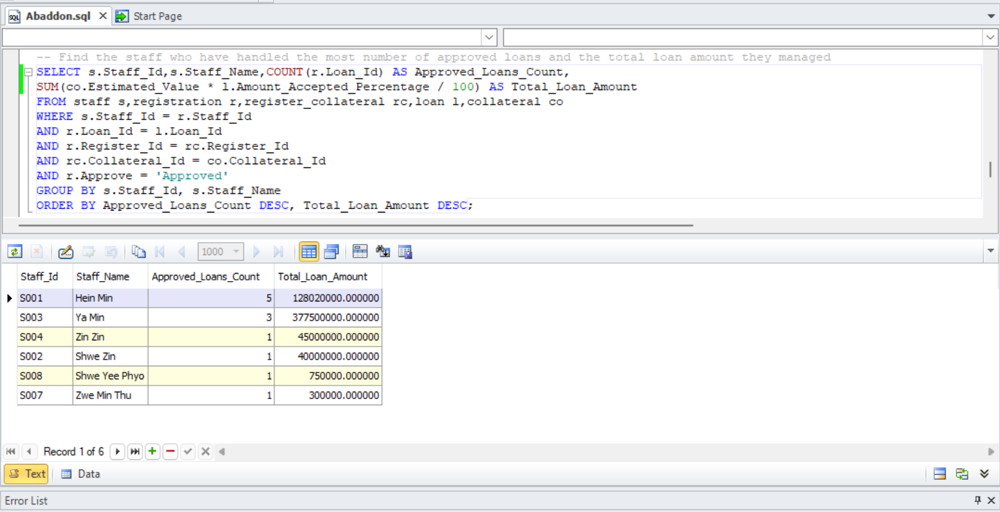 Abaddon.sql
Start Page
-- Find the staff who have handled the most number of approved loans and the total loan amount they managed
SELECT s.Staff_Id,s.Staff_Name,COUNT(r.Loan_Id) AS Approved_Loans_Count,
SUM(co.Estimated_Value * l.Amount_Accepted_Percentage / 100) AS Total_Loan_Amount
FROM staff s,registration r,register_collateral rc,loan l,collateral co
WHERE s.Staff_Id = r.Staff_Id
AND r.Loan_Id = l.Loan_Id
AND r.Register_Id = rc.Register_Id
AND rc.Collateral_Id = co.Collateral_Id
AND r.Approve = 'Approved'
GROUP BY s.Staff_Id, s.Staff_Name
ORDER BY Approved_Loans_Count DESC, Total_Loan_Amount DESC;
1000
Staff_Id Staff_Name Approved_Loans_Count Total_Loan_Amount
S001 Hein Min 5 128020000.000000
S003 Ya Min 3 377500000.000000
S004 Zin Zin 1 45000000.000000
S002 Shwe Zin 1 40000000.000000
S008 Shwe Yee Phyo 1 750000.000000
S007 Zwe Min Thu 1 300000.000000
Record 1 of 6
Text Data
Error List